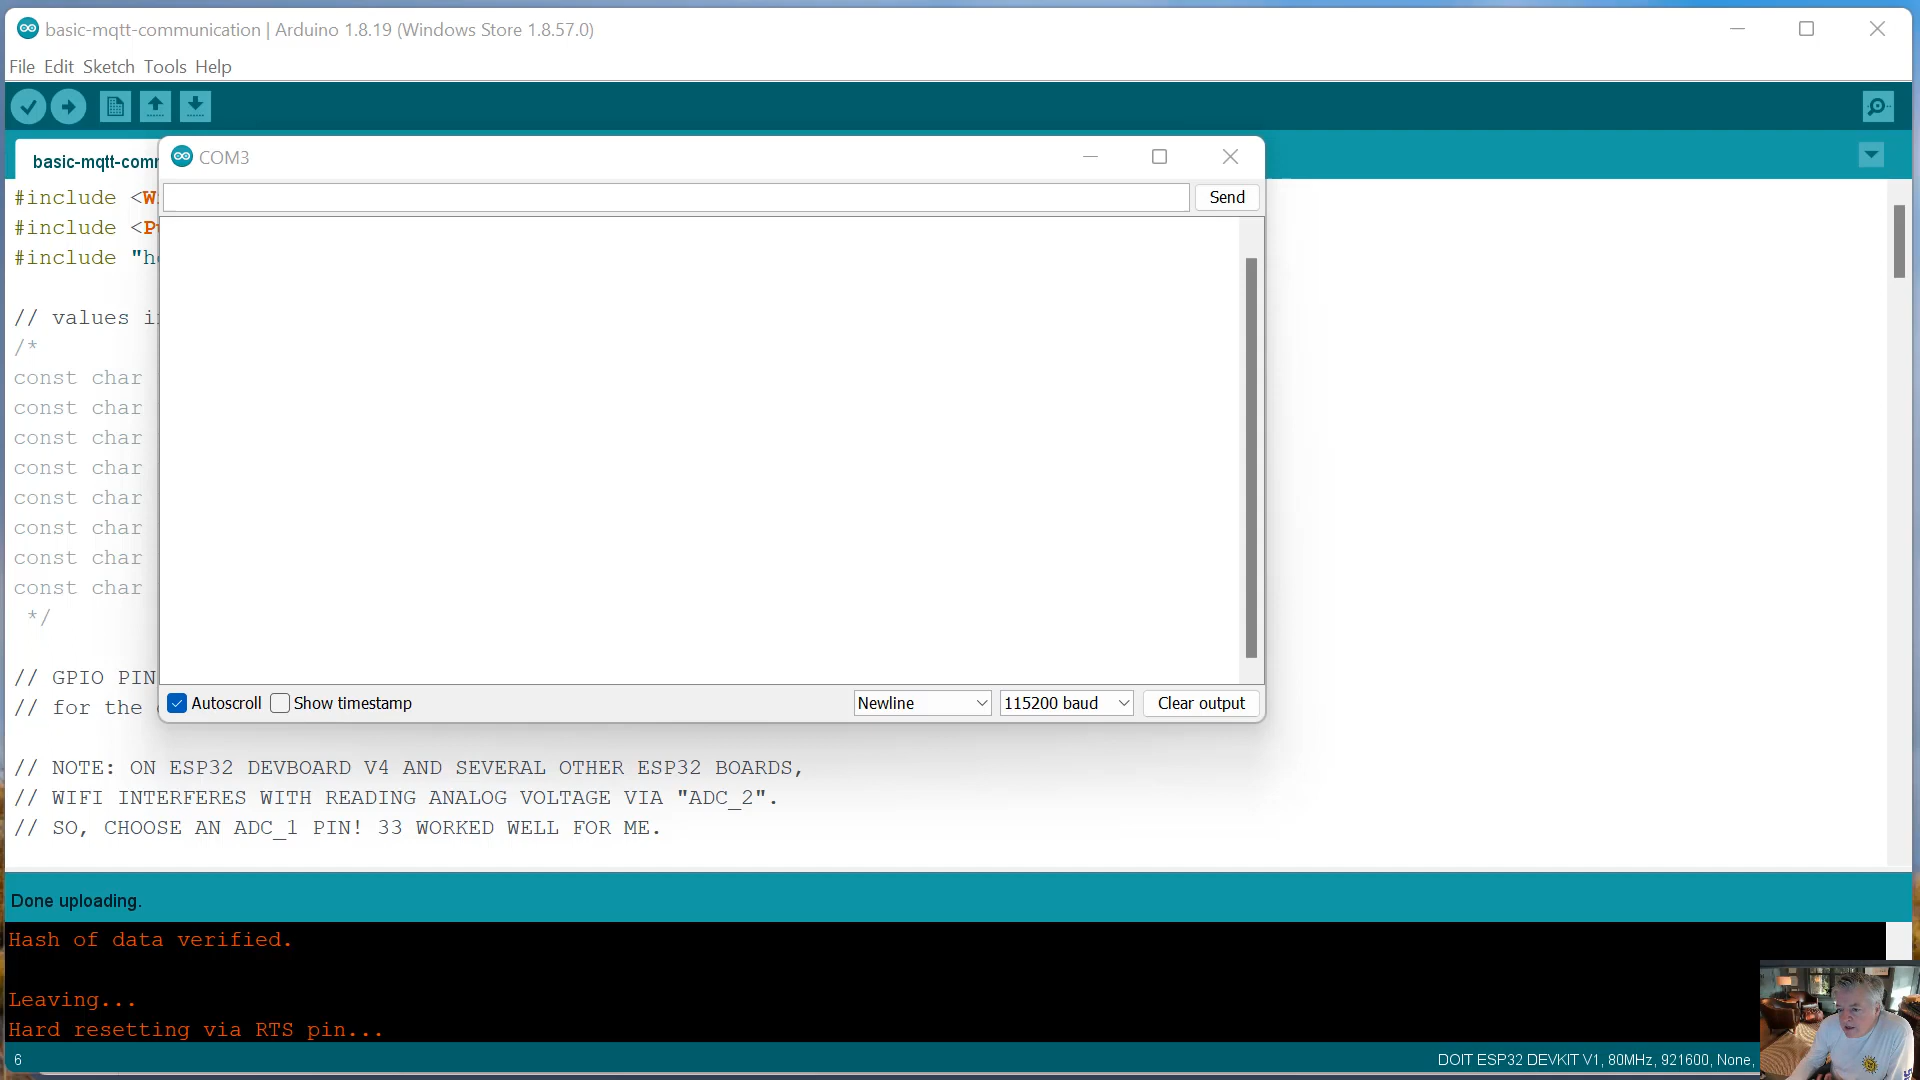 basic-mqtt-communication | Arduino 1.8.19 (Windows Store 1.8.57.0)
File Edit Sketch Tools Help
basic-mqtt-comm
COM3
Send
#include <W
#include <P
#include "h
// values i
/*
const char
const char
const char
const char
const char
const char
const char
const char
*/
// GPIO PIN
// for the
Autoscroll Show timestamp Newline 115200 baud Clear output
// NOTE: ON ESP32 DEVBOARD V4 AND SEVERAL OTHER ESP32 BOARDS,
// WIFI INTERFERES WITH READING ANALOG VOLTAGE VIA "ADC_2".
// SO, CHOOSE AN ADC_1 PIN! 33 WORKED WELL FOR ME.
Done uploading.
Hash of data verified.
Leaving...
Hard resetting via RTS pin...
6 DOIT ESP32 DEVKIT V1, 80MHz, 921600, None,